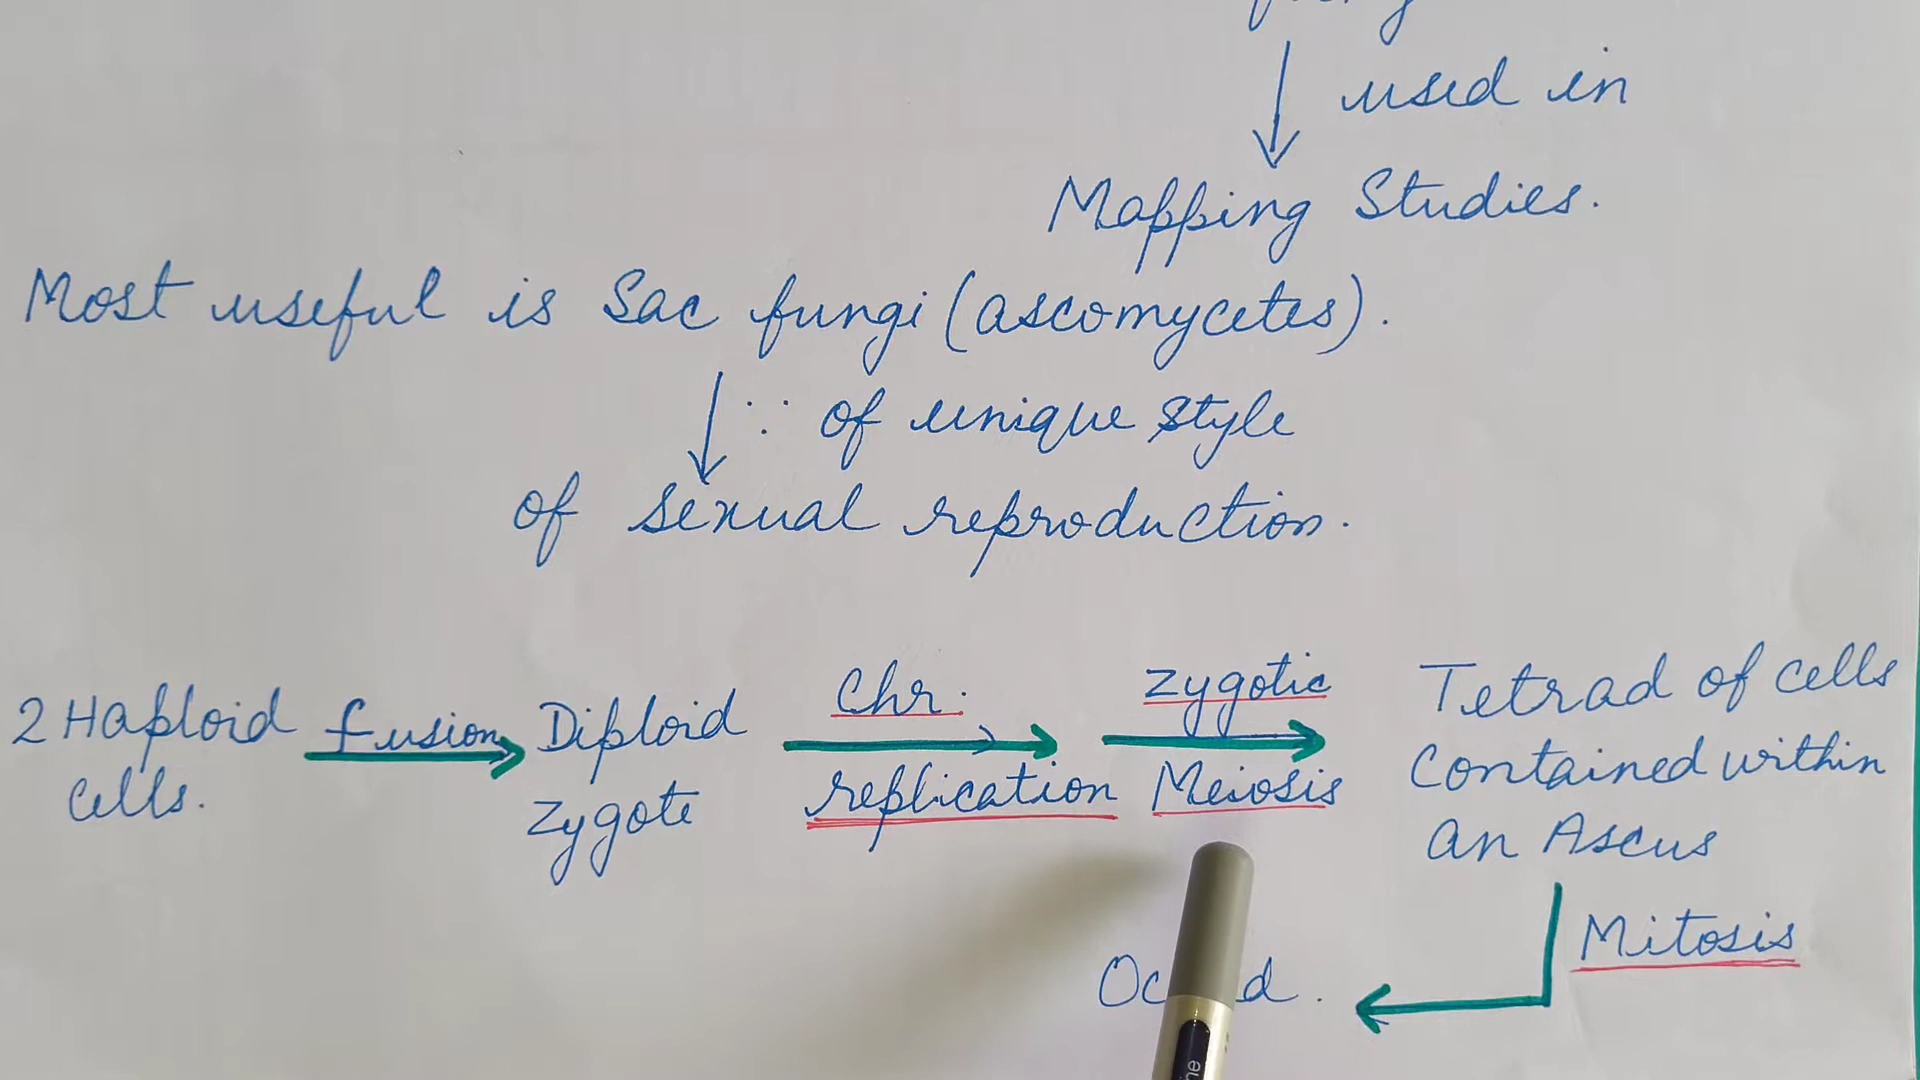 used in
Mapping Studies.
Most useful is Sac fungi (ascomycetes).
∵ of unique style
of sexual reproduction.
2 Haploid cells.
fusion
Diploid zygote
Chr. replication
zygotic Meiosis
Tetrad of cells
Contained within
an Ascus
Mitosis